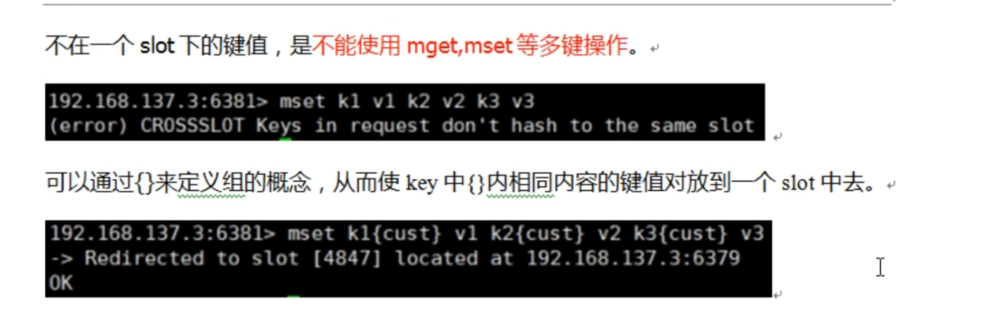 不在一个 slot 下的键值，是不能使用 mget,mset 等多键操作。
192.168.137.3:6381> mset k1 v1 k2 v2 k3 v3
(error) CROSSSLOT Keys in request don't hash to the same slot
可以通过{}来定义组的概念，从而使 key 中{}内相同内容的键值对放到一个 slot 中去。
192.168.137.3:6381> mset k1{cust} v1 k2{cust} v2 k3{cust} v3
-> Redirected to slot [4847] located at 192.168.137.3:6379
OK